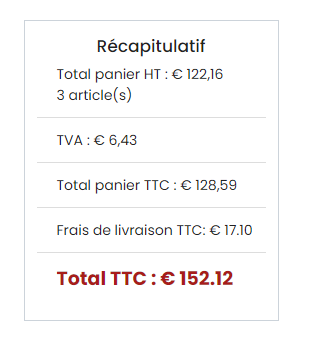 Récapitulatif
Total panier HT : € 122,16
3 article(s)
TVA : € 6,43
Total panier TTC : € 128,59
Frais de livraison TTC: € 17.10
Total TTC : € 152.12